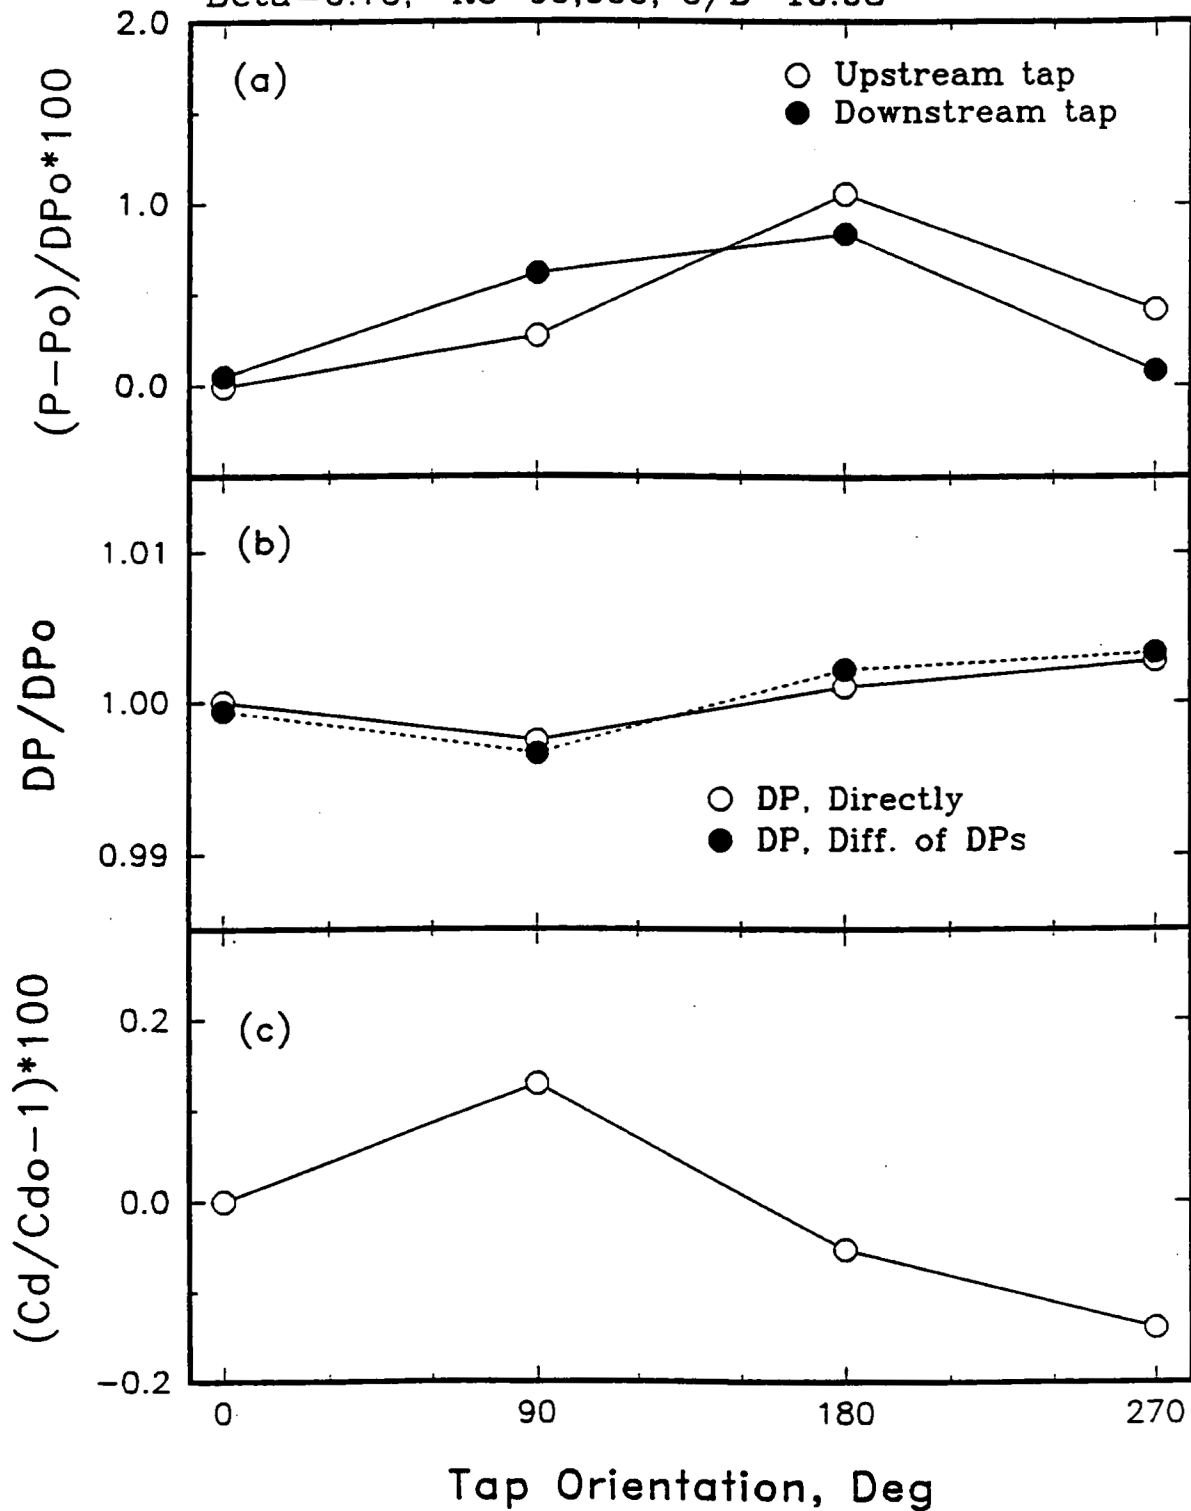 2.0
(a)
Upstream tap
Downstream tap
(P-Po)/DPo*100
1.0
0.0
(b)
1.01
DP/DPo
1.00
0.99
DP, Directly
DP, Diff. of DPs
(c)
(Cd/Cdo-1)*100
0.2
0.0
-0.2
0 90 180 270
Tap Orientation, Deg